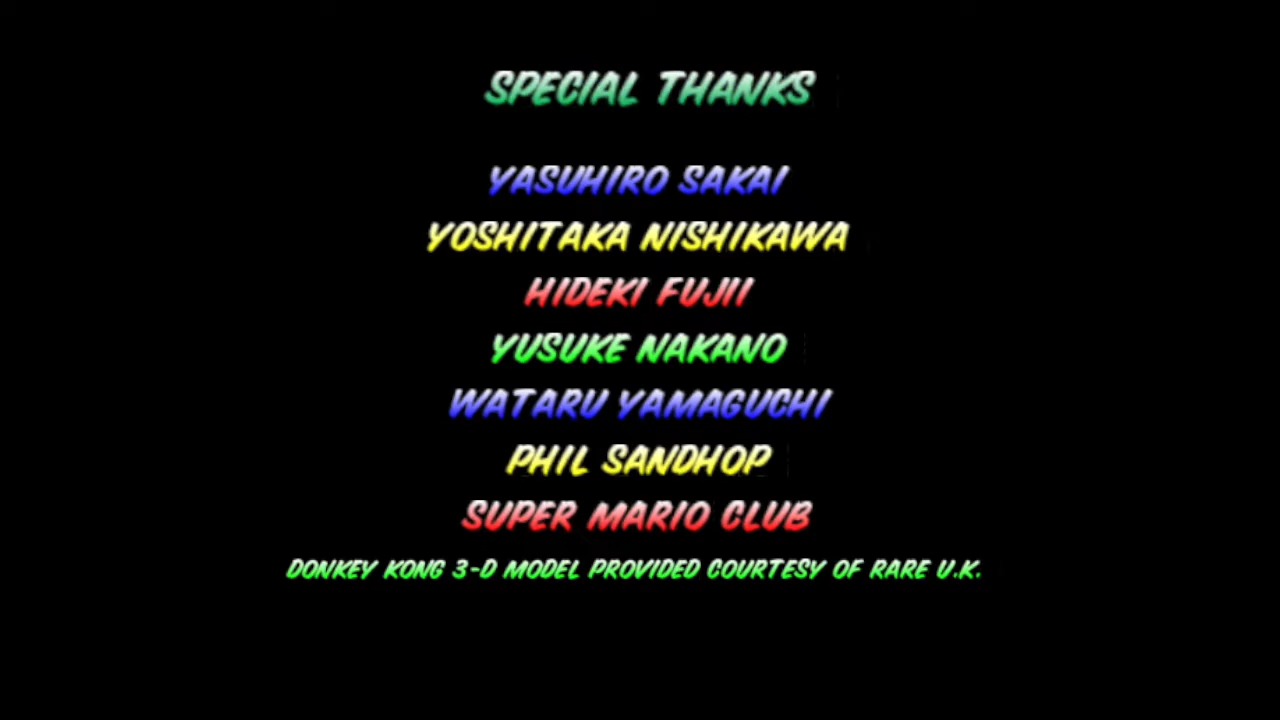 SPECIAL THANKS
YASUHIRO SAKAI
YOSHITAKA NISHIKAWA
HIDEKI FUJII
YUSUKE NAKANO
WATARU YAMAGUCHI
PHIL SANDHOP
SUPER MARIO CLUB
DONKEY KONG 3-D MODEL PROVIDED COURTESY OF RARE U.K.